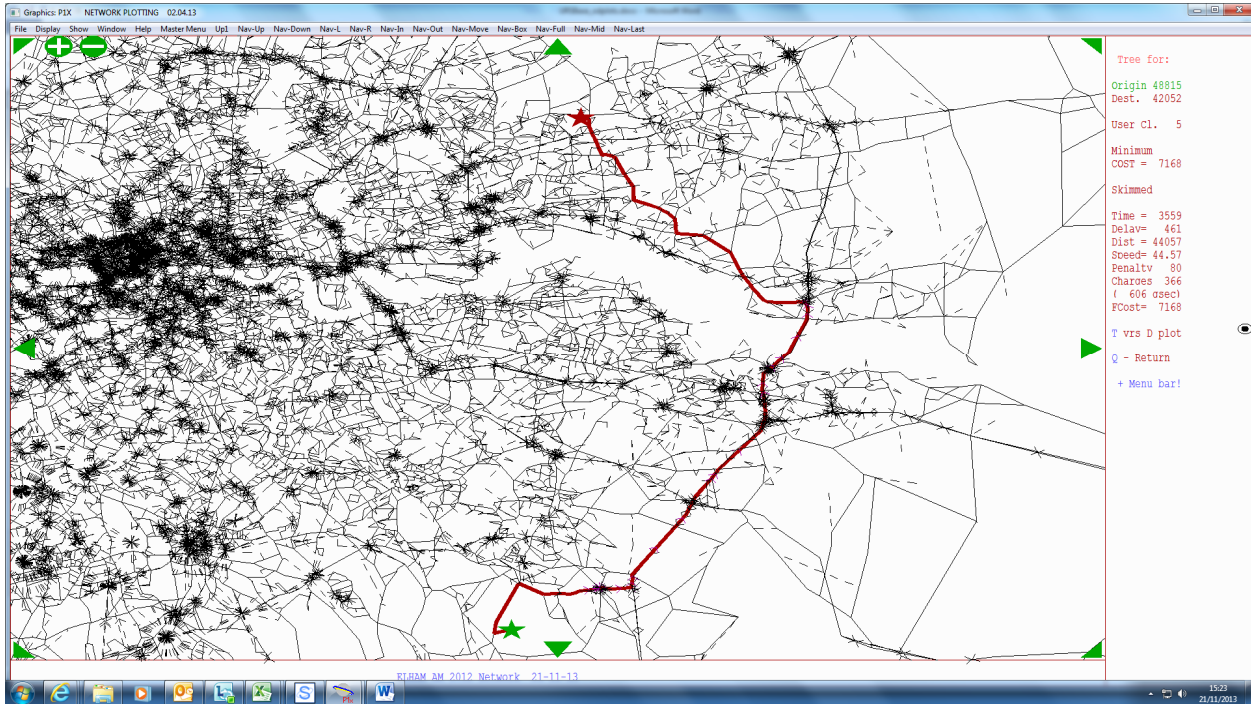 Graphics: P1X NETWORK PLOTTING 02.04.13
File Display Show Window Help Master Menu Up1 Nav-Up Nav-Down Nav-L Nav-R Nav-In Nav-Out Nav-Move Nav-Box Nav-Full Nav-Mid Nav-Last
Tree for:
Origin 48815
Dest. 42052
User Cl. 5
Minimum
COST = 7168
Skimmed
Time = 3559
Delay= 461
Dist = 44057
Speed= 44.57
Penalty 80
Charges 366
( 606 gsec)
FCost= 7168
T vrs D plot
Q - Return
+ Menu bar!
ELHAM AM 2012 Network 21-11-13
15:23
21/11/2013